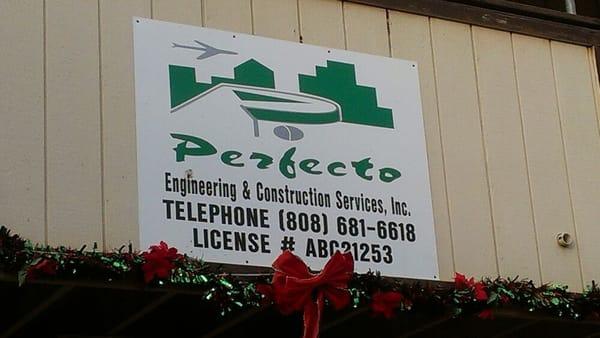 Perfecto
Engineering & Construction Services, Inc.
TELEPHONE (808) 681-6618
LICENSE # ABC21253